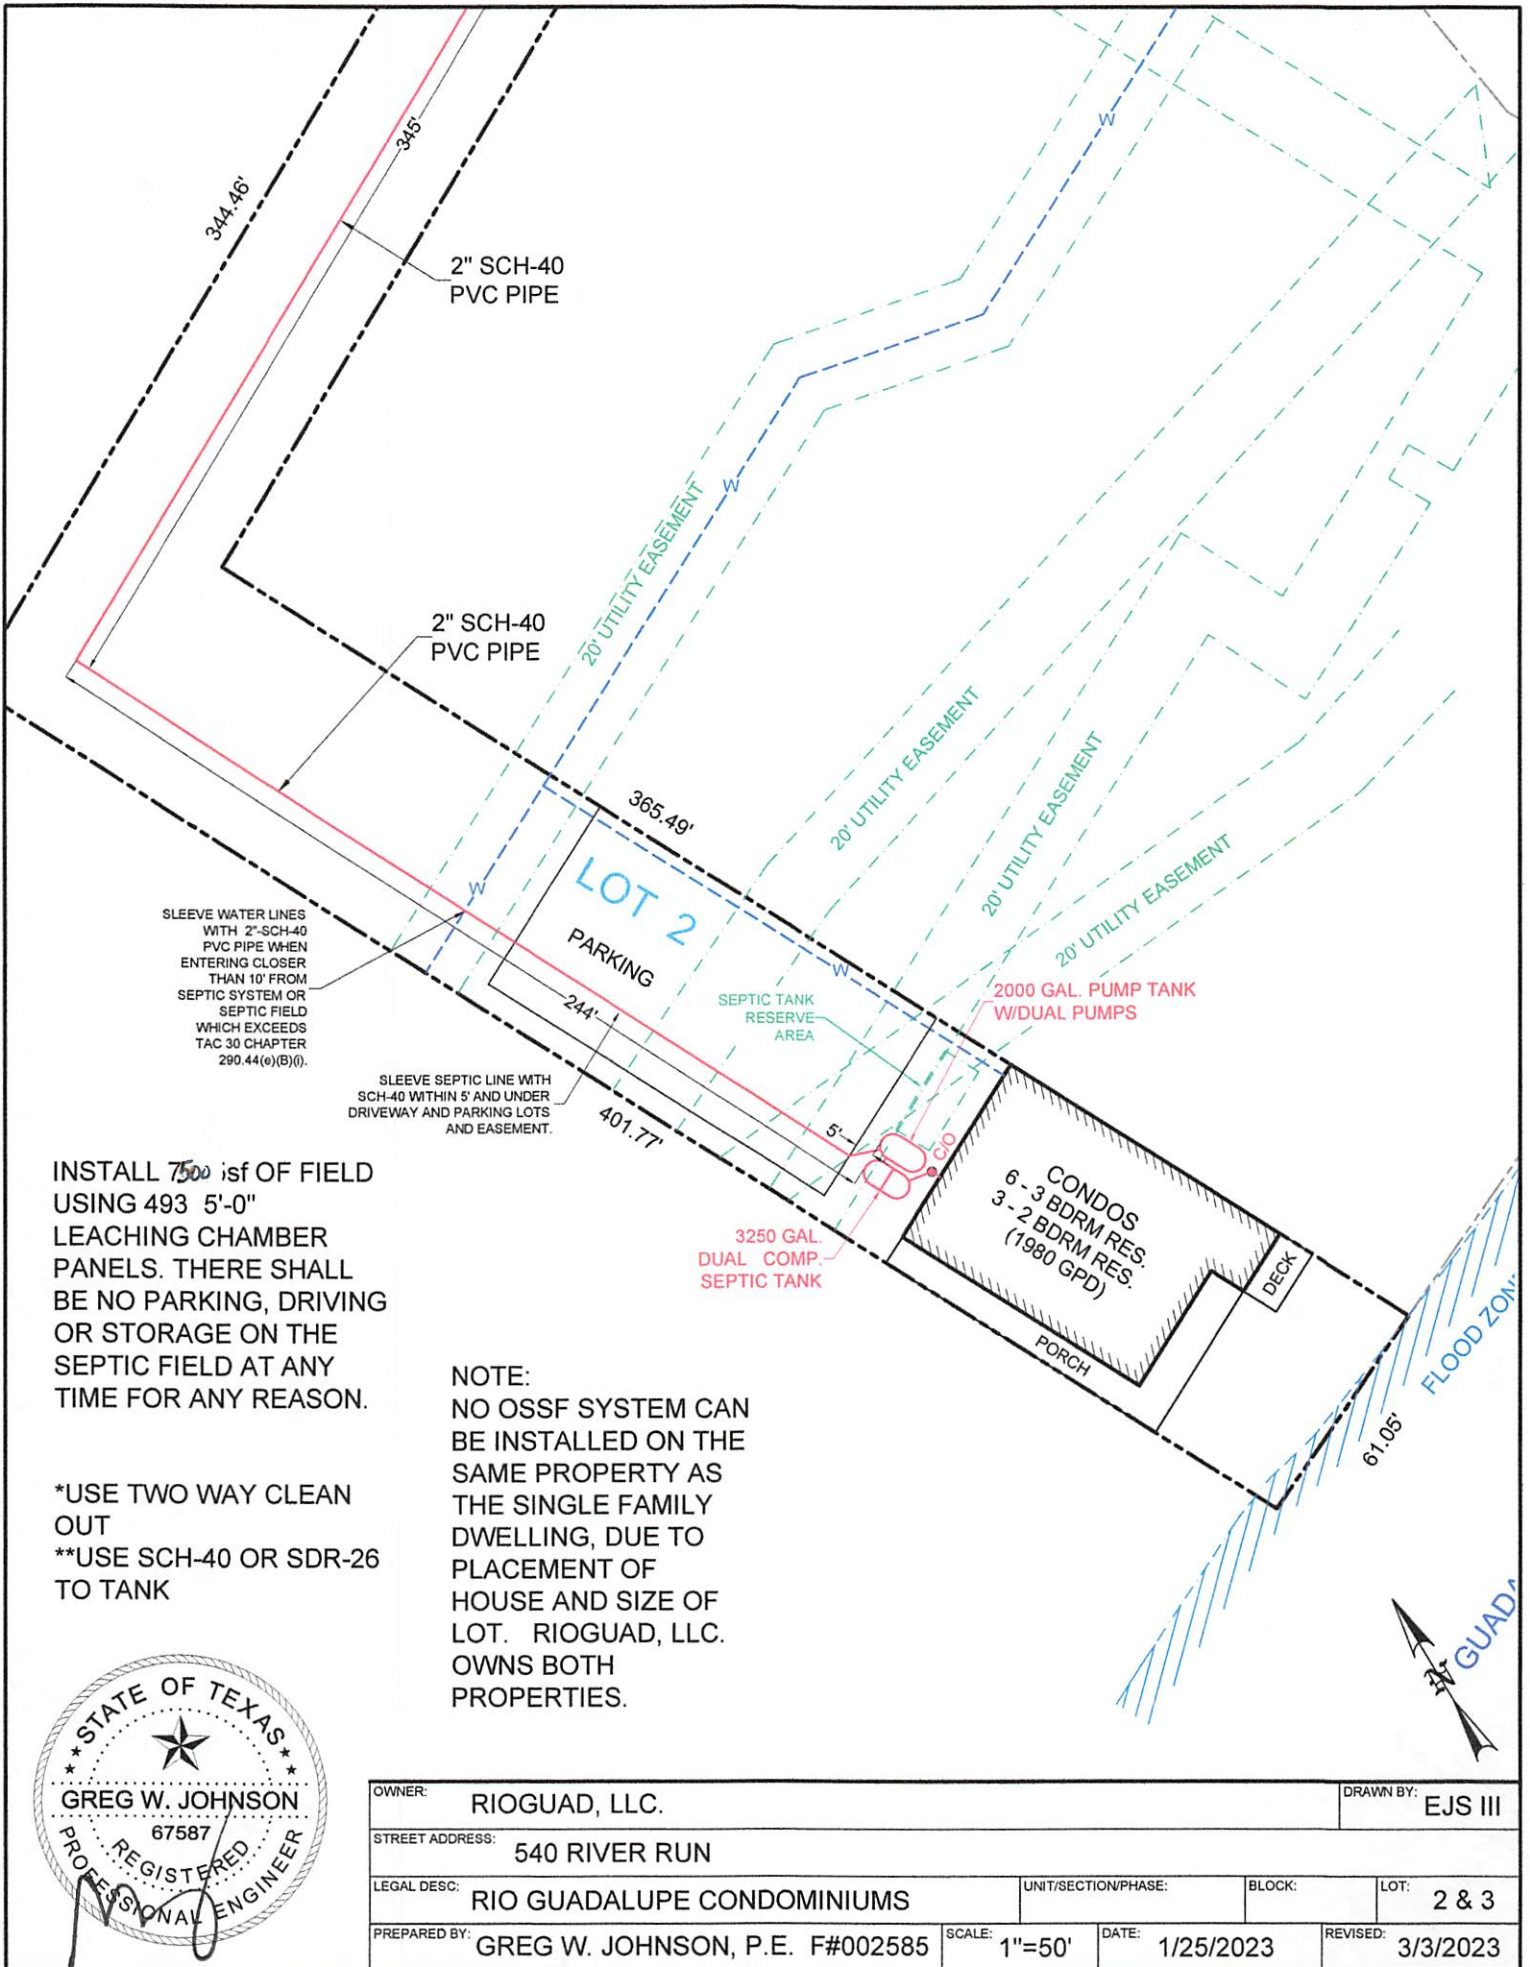 344.46'
345'
2" SCH-40
PVC PIPE
2" SCH-40
PVC PIPE
W
W
20' UTILITY EASEMENT
365.49'
20' UTILITY EASEMENT
20' UTILITY EASEMENT
20' UTILITY EASEMENT
W
LOT 2
PARKING
W
SLEEVE WATER LINES
WITH 2"-SCH-40
PVC PIPE WHEN
ENTERING CLOSER
THAN 10' FROM
SEPTIC SYSTEM OR
SEPTIC FIELD
WHICH EXCEEDS
TAC 30 CHAPTER
290.44(e)(B)(i).
244'
SEPTIC TANK
RESERVE
AREA
2000 GAL. PUMP TANK
W/DUAL PUMPS
SLEEVE SEPTIC LINE WITH
SCH-40 WITHIN 5' AND UNDER
DRIVEWAY AND PARKING LOTS
AND EASEMENT.
401.77'
5'
C/O
CONDOS
6 - 3 BDRM RES.
3 - 2 BDRM RES.
(1980 GPD)
DECK
PORCH
3250 GAL.
DUAL COMP.
SEPTIC TANK
FLOOD ZON
61.05'
GUADA
N
INSTALL 7500 sf OF FIELD
USING 493 5'-0"
LEACHING CHAMBER
PANELS. THERE SHALL
BE NO PARKING, DRIVING
OR STORAGE ON THE
SEPTIC FIELD AT ANY
TIME FOR ANY REASON.
*USE TWO WAY CLEAN
OUT
**USE SCH-40 OR SDR-26
TO TANK
NOTE:
NO OSSF SYSTEM CAN
BE INSTALLED ON THE
SAME PROPERTY AS
THE SINGLE FAMILY
DWELLING, DUE TO
PLACEMENT OF
HOUSE AND SIZE OF
LOT. RIOGUAD, LLC.
OWNS BOTH
PROPERTIES.
STATE OF TEXAS
GREG W. JOHNSON
67587
REGISTERED
PROFESSIONAL ENGINEER
OWNER: RIOGUAD, LLC.
DRAWN BY: EJS III
STREET ADDRESS: 540 RIVER RUN
LEGAL DESC: RIO GUADALUPE CONDOMINIUMS
UNIT/SECTION/PHASE:
BLOCK:
LOT: 2 & 3
PREPARED BY: GREG W. JOHNSON, P.E. F#002585
SCALE: 1"=50'
DATE: 1/25/2023
REVISED: 3/3/2023